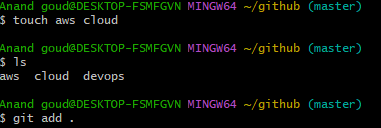 Anand goud@DESKTOP-FSMFGVN MINGW64 ~/github (master)
$ touch aws cloud
Anand goud@DESKTOP-FSMFGVN MINGW64 ~/github (master)
$ ls
aws  cloud  devops
Anand goud@DESKTOP-FSMFGVN MINGW64 ~/github (master)
$ git add .